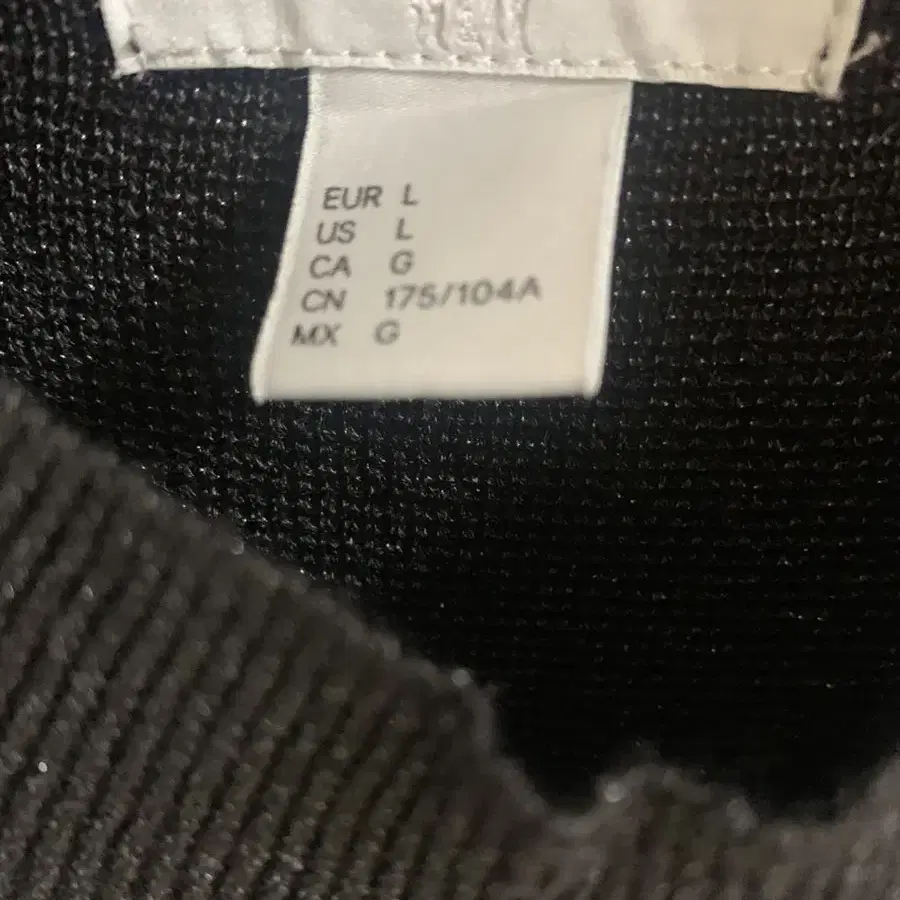 EUR L
US L
CA G
CN 175/104A
MX G